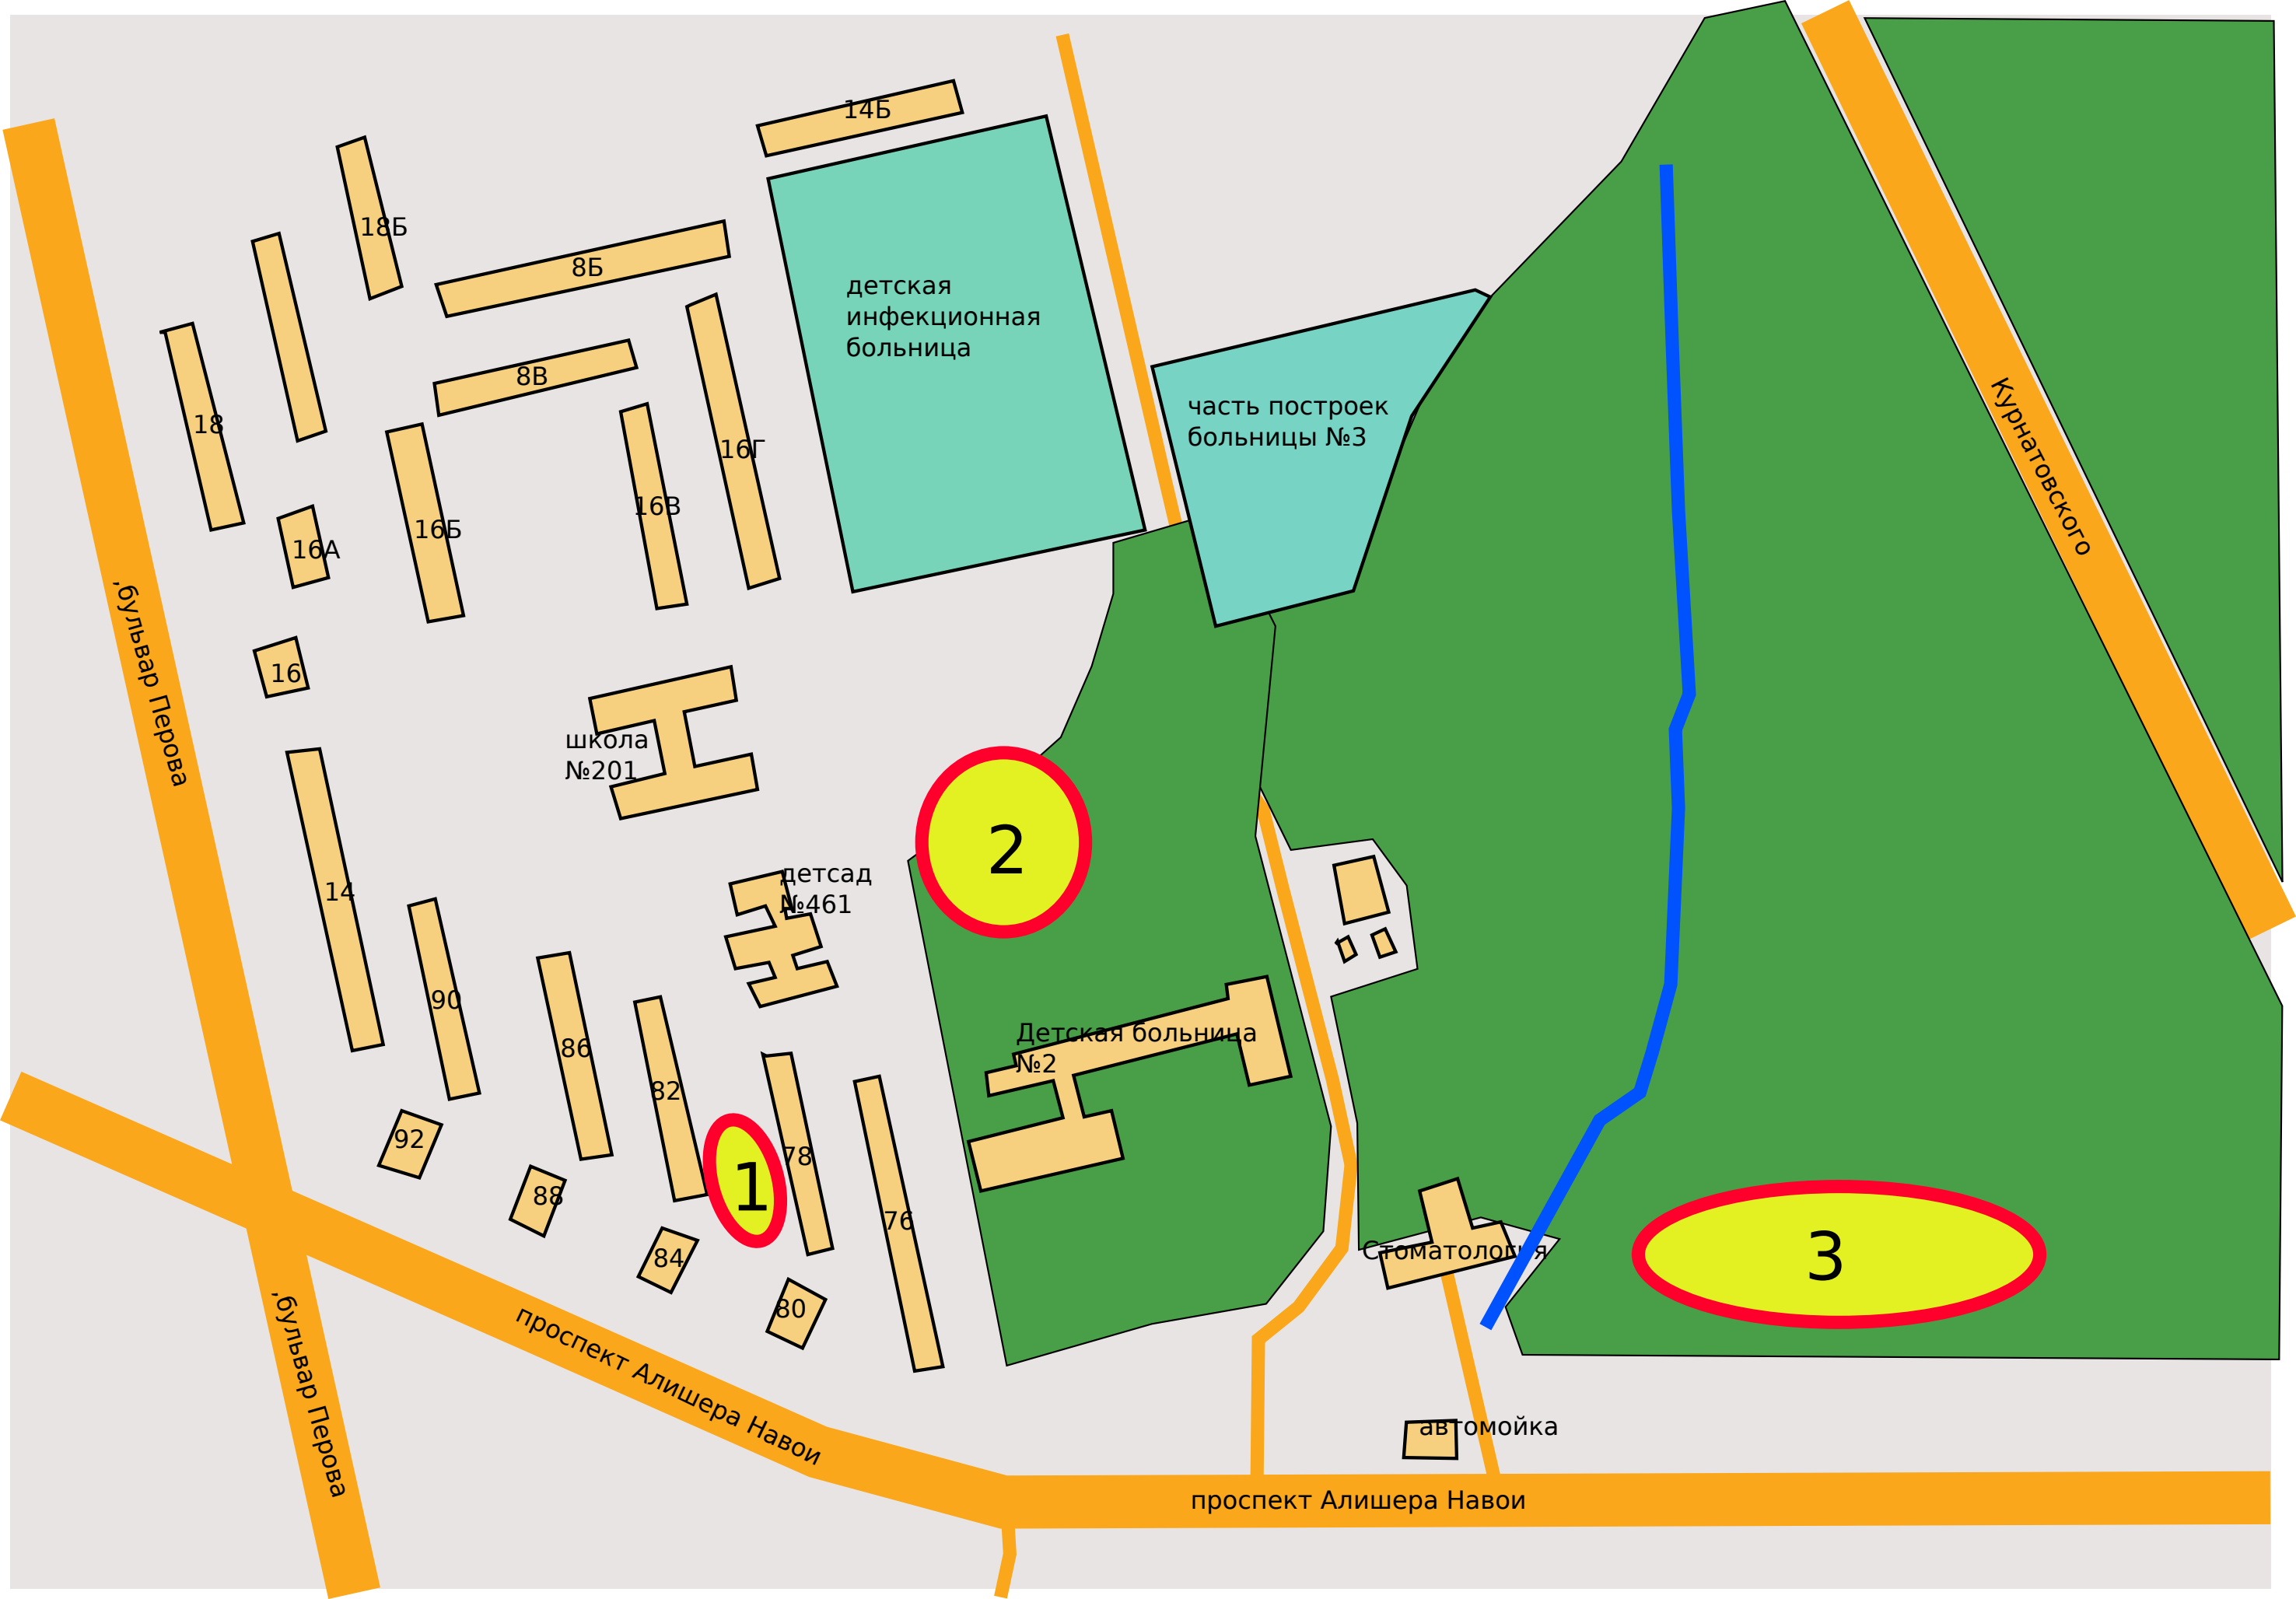 14Б
18Б
8Б
детская
инфекционная
больница
8В
часть построек
больницы №3
18
16Г
Курнатовского
16В
16Б
16А
,бульвар Перова
16
школа
№201
2
детсад
№461
14
90
Детская больница
№2
86
82
92
78
1
88
76
84
Стоматология
3
80
,бульвар Перова
проспект Алишера Навои
автомойка
проспект Алишера Навои